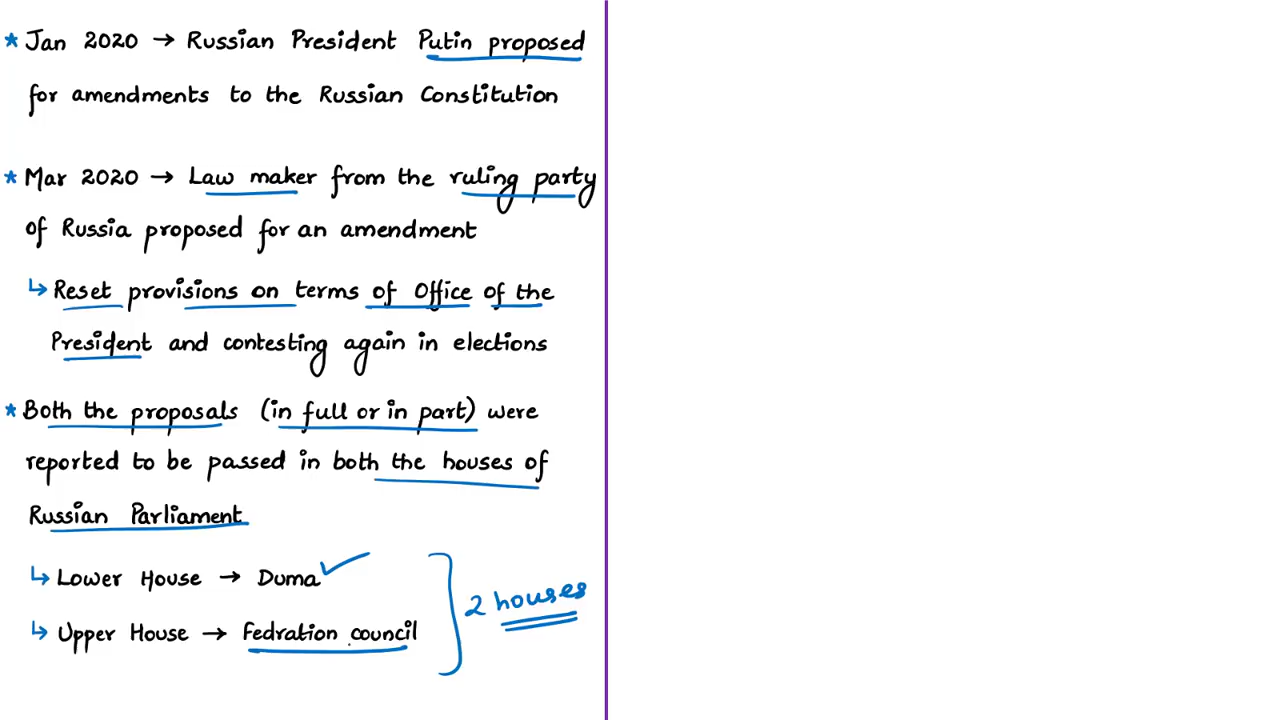 * Jan 2020 → Russian President Putin proposed
for amendments to the Russian Constitution
* Mar 2020 → Law maker from the ruling party
of Russia proposed for an amendment
↳ Reset provisions on terms of Office of the
President and contesting again in elections
* Both the proposals (in full or in part) were
reported to be passed in both the houses of
Russian Parliament
↳ Lower House → Duma ✓
↳ Upper House → Fedration council
2 houses